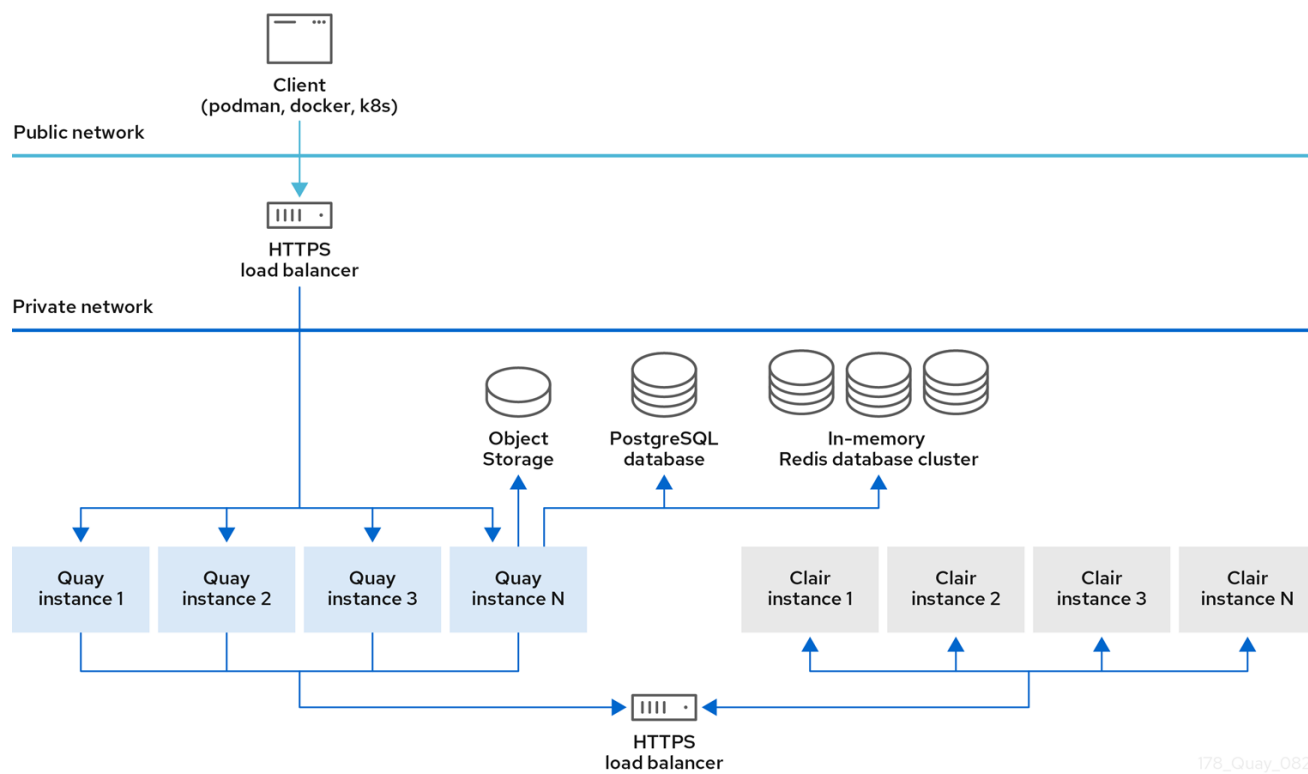 Client
(podman, docker, k8s)
Public network
HTTPS
load balancer
Private network
Object
Storage
PostgreSQL
database
In-memory
Redis database cluster
Quay
instance 1
Quay
instance 2
Quay
instance 3
Quay
instance N
Clair
instance 1
Clair
instance 2
Clair
instance 3
Clair
instance N
HTTPS
load balancer
178_Quay_082